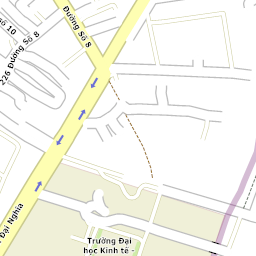 Đường Số 8
Số 10
226 Đường Số 8
Đại Nghĩa
Trường Đại
học Kinh tế -